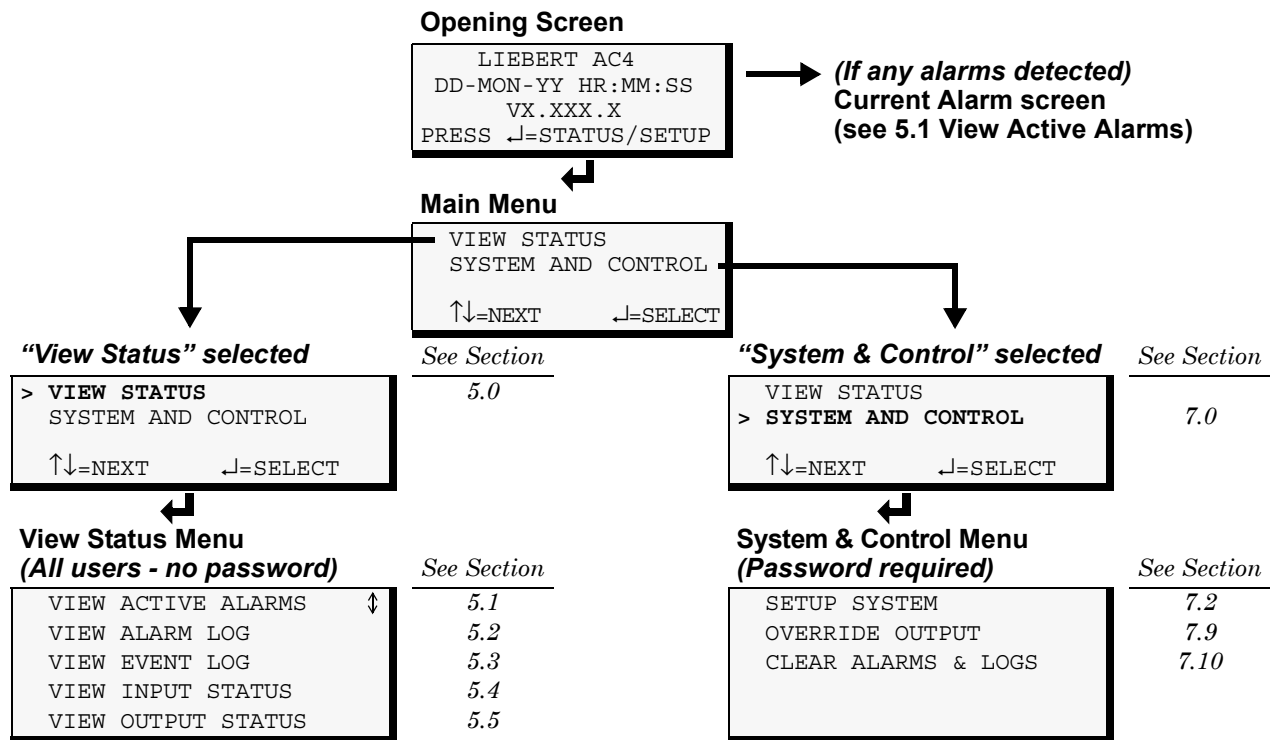 Opening Screen
LIEBERT AC4
DD-MON-YY HR:MM:SS
VX.XXX.X
PRESS ↵=STATUS/SETUP
(If any alarms detected)
Current Alarm screen
(see 5.1 View Active Alarms)
Main Menu
VIEW STATUS
SYSTEM AND CONTROL
↑↓=NEXT ↵=SELECT
“View Status” selected See Section
> VIEW STATUS 5.0
SYSTEM AND CONTROL
↑↓=NEXT ↵=SELECT
“System & Control” selected See Section
VIEW STATUS
> SYSTEM AND CONTROL 7.0
↑↓=NEXT ↵=SELECT
View Status Menu
(All users - no password) See Section
VIEW ACTIVE ALARMS ↕ 5.1
VIEW ALARM LOG 5.2
VIEW EVENT LOG 5.3
VIEW INPUT STATUS 5.4
VIEW OUTPUT STATUS 5.5
System & Control Menu
(Password required) See Section
SETUP SYSTEM 7.2
OVERRIDE OUTPUT 7.9
CLEAR ALARMS & LOGS 7.10